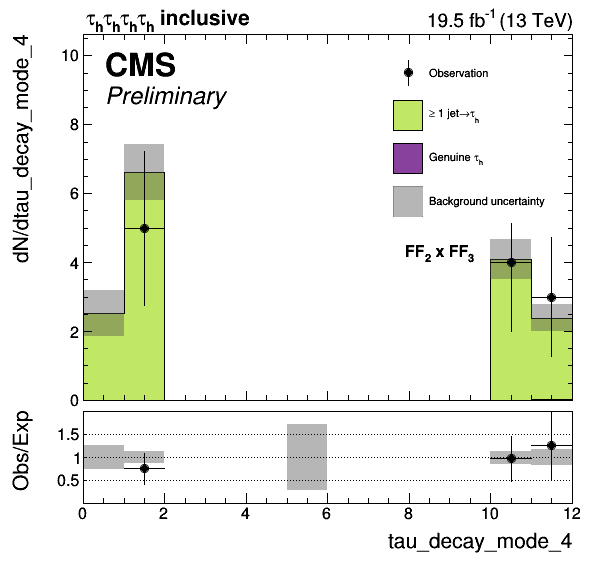 τhτhτhτh inclusive
19.5 fb-1 (13 TeV)
dN/dtau_decay_mode_4
CMS
Preliminary
Observation
≥ 1 jet→τh
Genuine τh
Background uncertainty
FF2 x FF3
10
8
6
4
2
0
Obs/Exp
1.5
1
0.5
0 2 4 6 8 10 12
tau_decay_mode_4